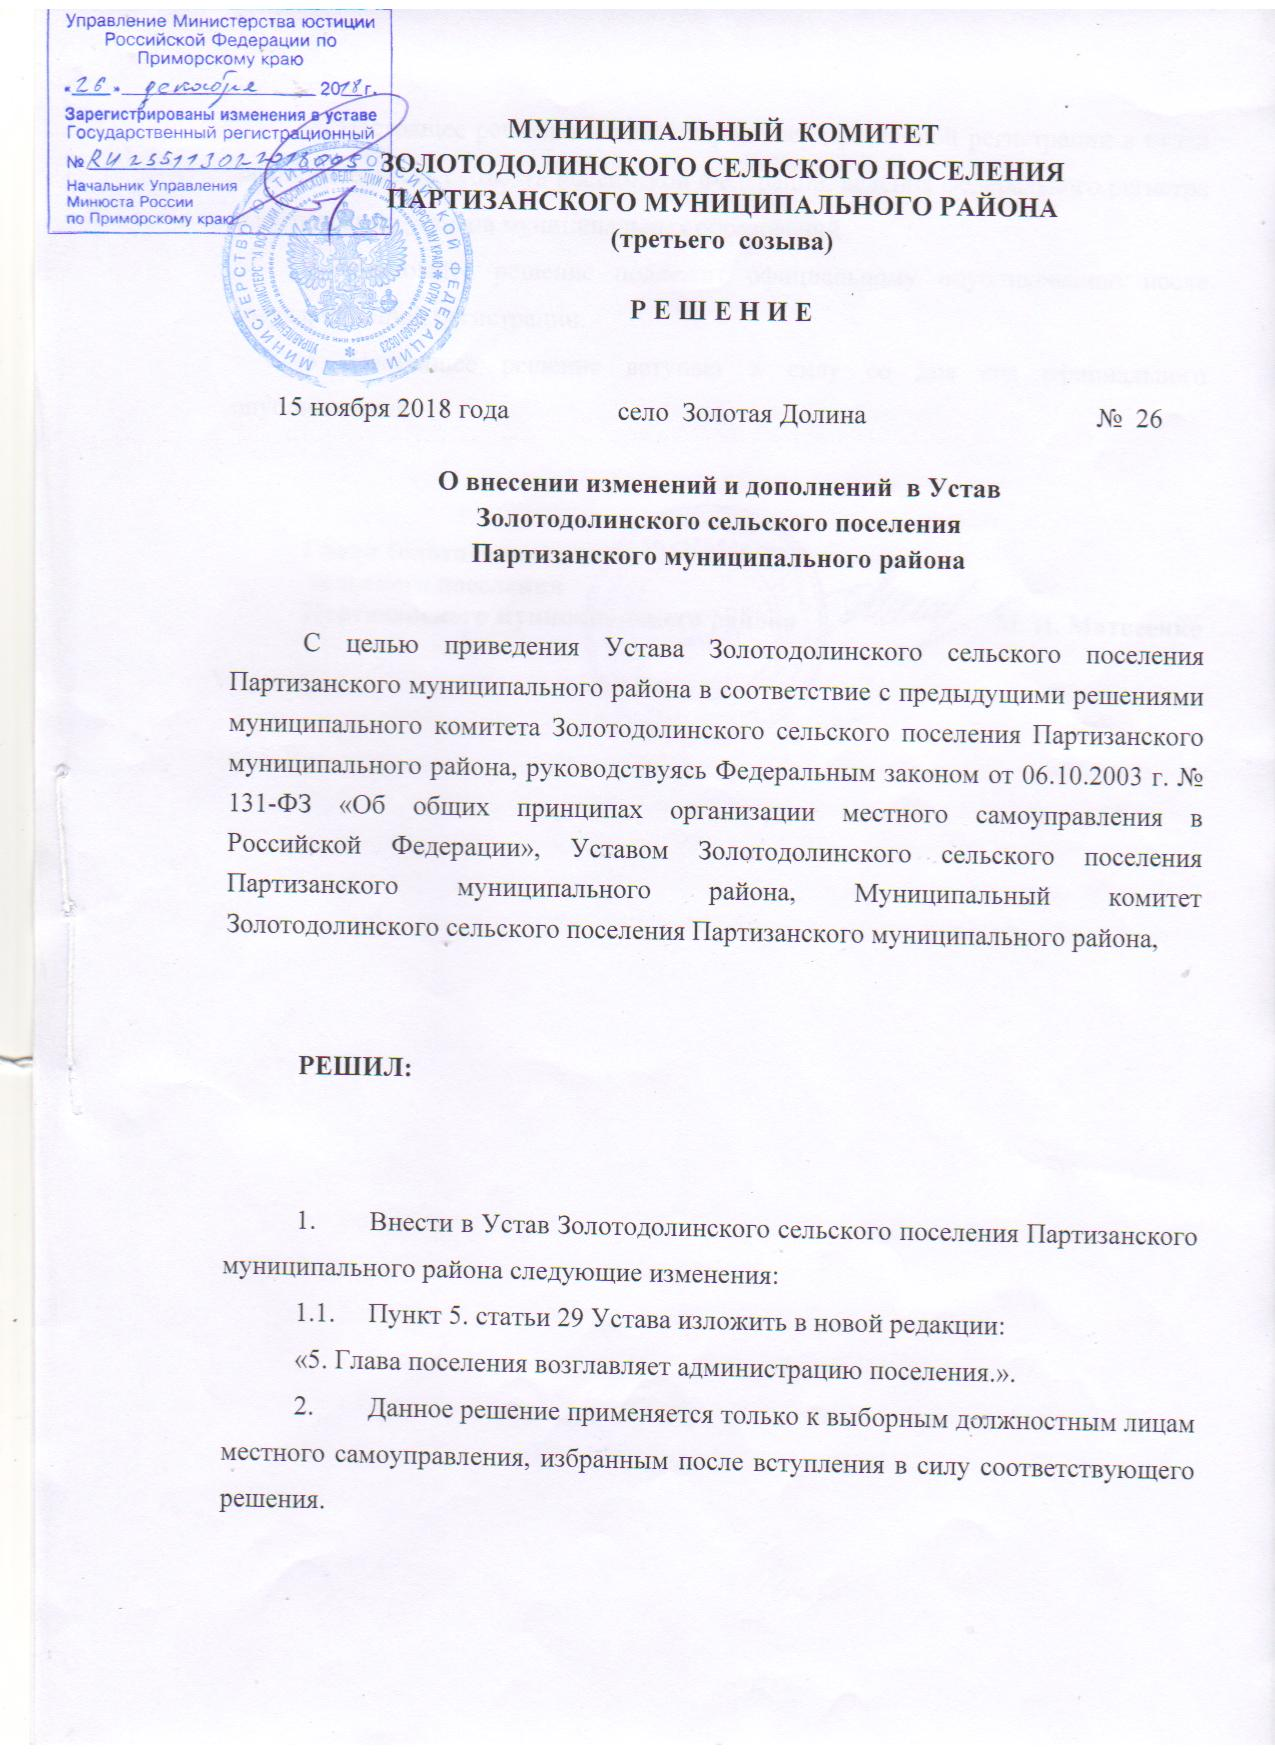 Управление Министерства юстиции
Российской Федерации по
Приморскому краю
«26» декабря 2018 г.
Зарегистрированы изменения в уставе
Государственный регистрационный
№ RU255113022018003
Начальник Управления
Минюста России
по Приморскому краю
МИНИСТЕРСТВО ЮСТИЦИИ РОССИЙСКОЙ ФЕДЕРАЦИИ
МУНИЦИПАЛЬНЫЙ КОМИТЕТ
ЗОЛОТОДОЛИНСКОГО СЕЛЬСКОГО ПОСЕЛЕНИЯ
ПАРТИЗАНСКОГО МУНИЦИПАЛЬНОГО РАЙОНА
(третьего созыва)
Р Е Ш Е Н И Е
15 ноября 2018 года село Золотая Долина № 26
О внесении изменений и дополнений в Устав
Золотодолинского сельского поселения
Партизанского муниципального района
С целью приведения Устава Золотодолинского сельского поселения
Партизанского муниципального района в соответствие с предыдущими решениями
муниципального комитета Золотодолинского сельского поселения Партизанского
муниципального района, руководствуясь Федеральным законом от 06.10.2003 г. №
131-ФЗ «Об общих принципах организации местного самоуправления в
Российской Федерации», Уставом Золотодолинского сельского поселения
Партизанского муниципального района, Муниципальный комитет
Золотодолинского сельского поселения Партизанского муниципального района,
РЕШИЛ:
1. Внести в Устав Золотодолинского сельского поселения Партизанского
муниципального района следующие изменения:
1.1. Пункт 5. статьи 29 Устава изложить в новой редакции:
«5. Глава поселения возглавляет администрацию поселения.».
2. Данное решение применяется только к выборным должностным лицам
местного самоуправления, избранным после вступления в силу соответствующего
решения.